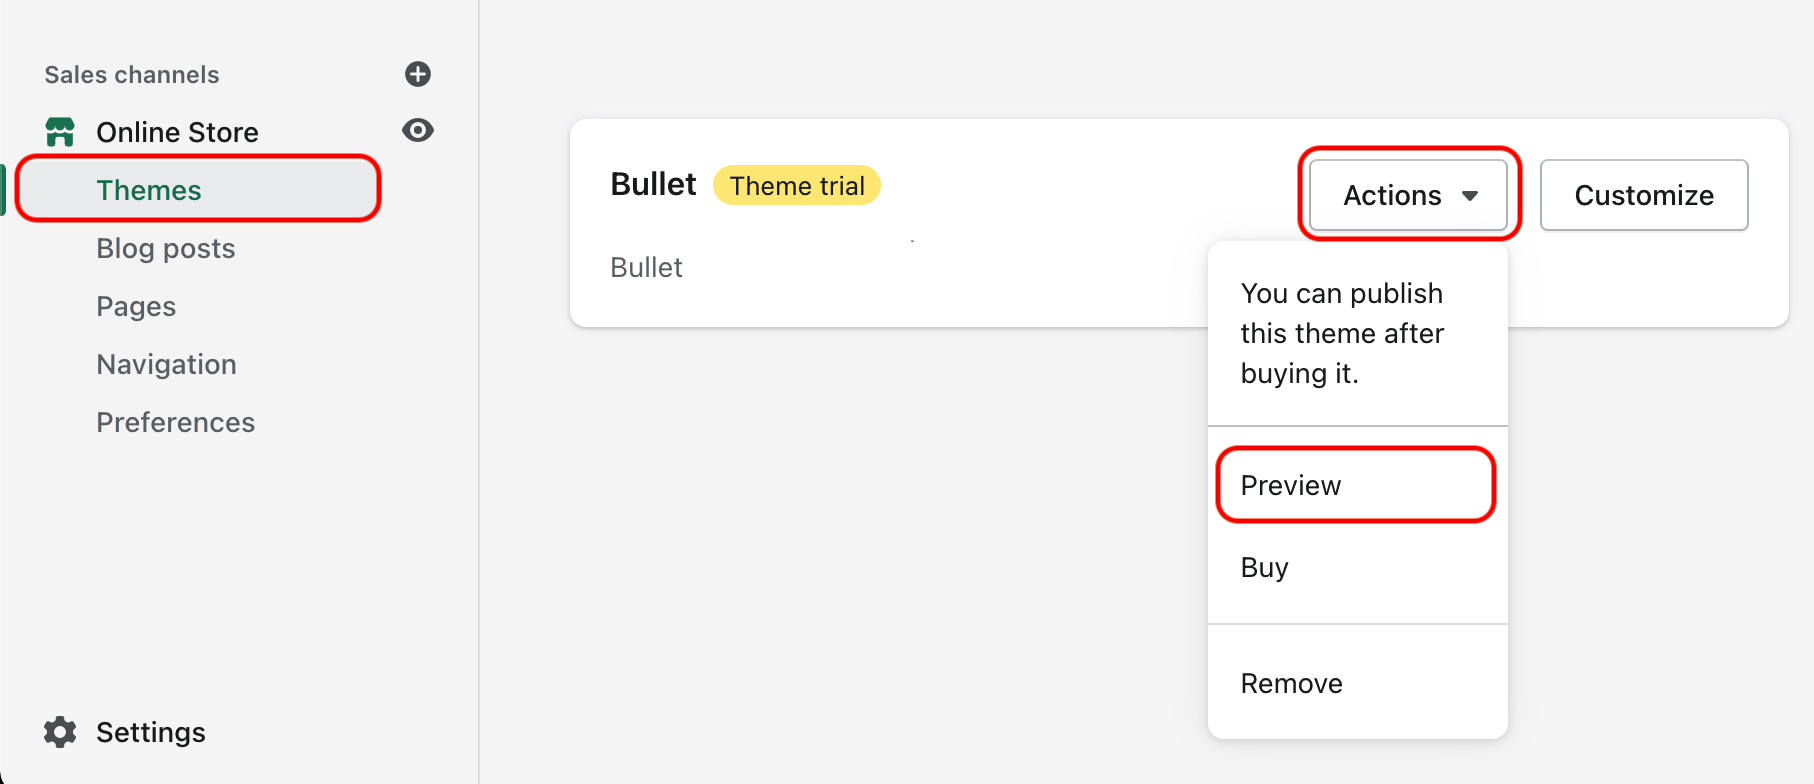 Sales channels
Online Store
Themes
Blog posts
Pages
Navigation
Preferences
Settings
Bullet
Theme trial
Bullet
Actions
Customize
You can publish
this theme after
buying it.
Preview
Buy
Remove